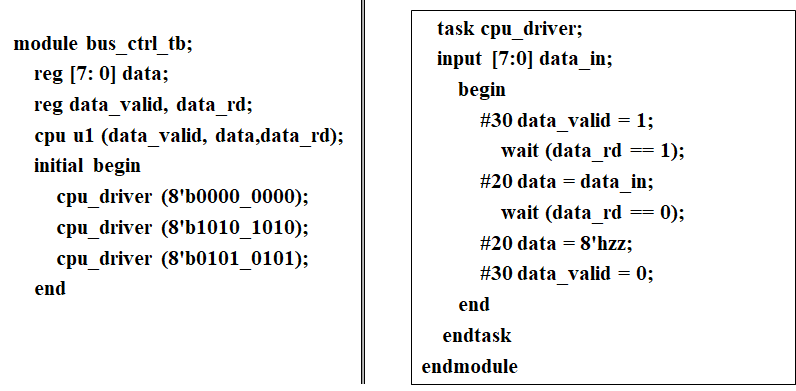 module bus_ctrl_tb;
reg [7: 0] data;
reg data_valid, data_rd;
cpu u1 (data_valid, data,data_rd);
initial begin
cpu_driver (8'b0000_0000);
cpu_driver (8'b1010_1010);
cpu_driver (8'b0101_0101);
end
task cpu_driver;
input [7:0] data_in;
begin
#30 data_valid = 1;
wait (data_rd == 1);
#20 data = data_in;
wait (data_rd == 0);
#20 data = 8'hzz;
#30 data_valid = 0;
end
endtask
endmodule